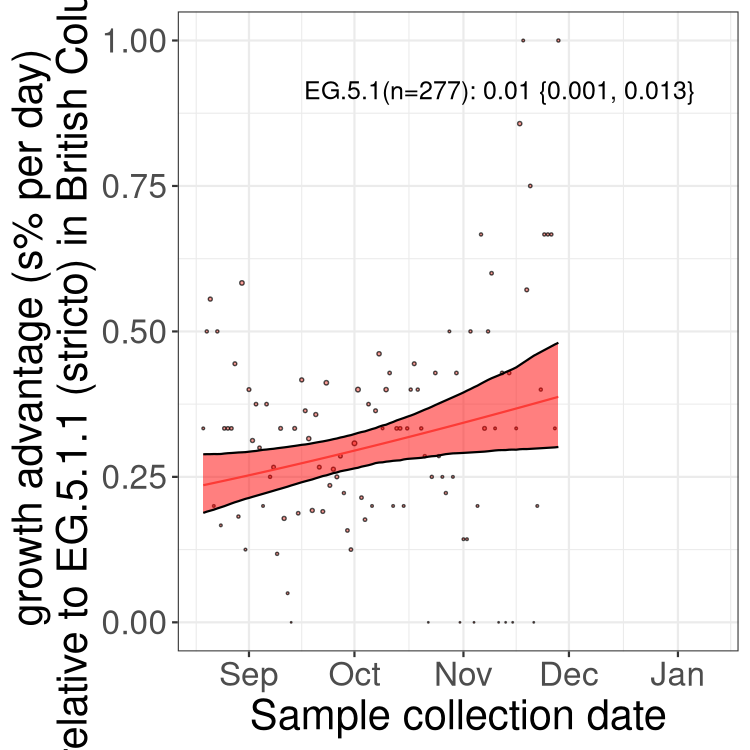 growth advantage (s% per day)
relative to EG.5.1.1 (stricto) in British Colu
1.00
0.75
0.50
0.25
0.00
EG.5.1(n=277): 0.01 {0.001, 0.013}
Sep Oct Nov Dec Jan
Sample collection date